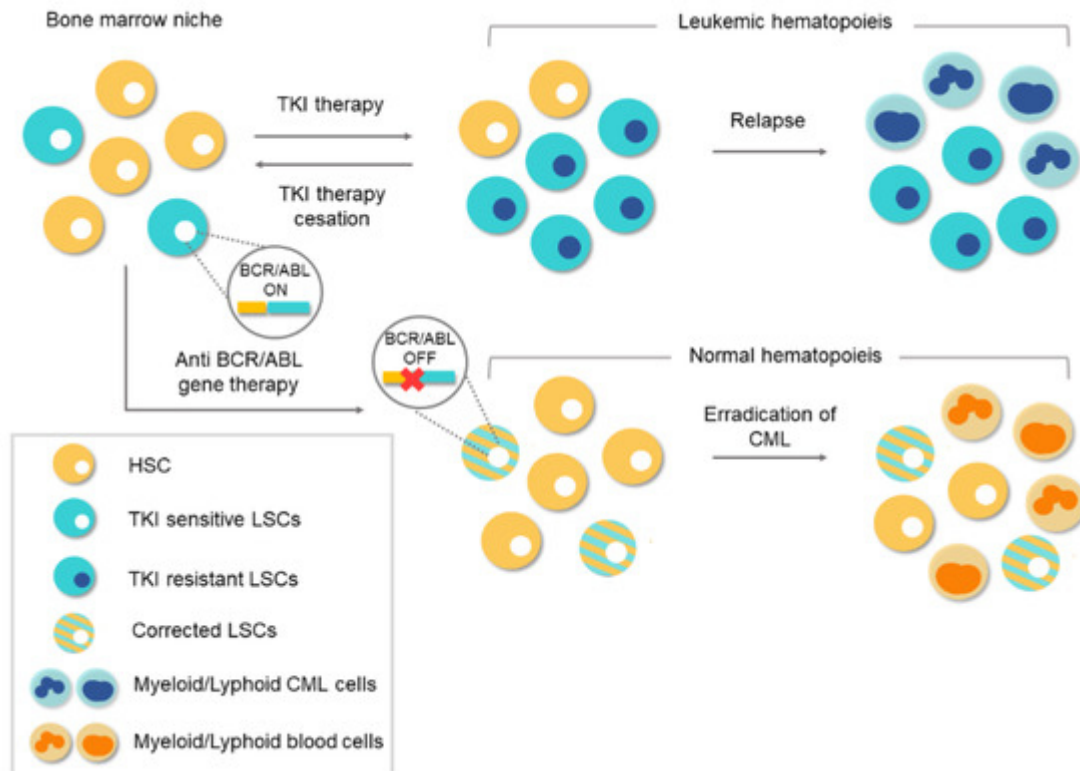 Bone marrow niche
Leukemic hematopoieis
TKI therapy
TKI therapy
cesation
Relapse
BCR/ABL
ON
Anti BCR/ABL
gene therapy
BCR/ABL
OFF
Normal hematopoieis
Erradication of
CML
HSC
TKI sensitive LSCs
TKI resistant LSCs
Corrected LSCs
Myeloid/Lyphoid CML cells
Myeloid/Lyphoid blood cells